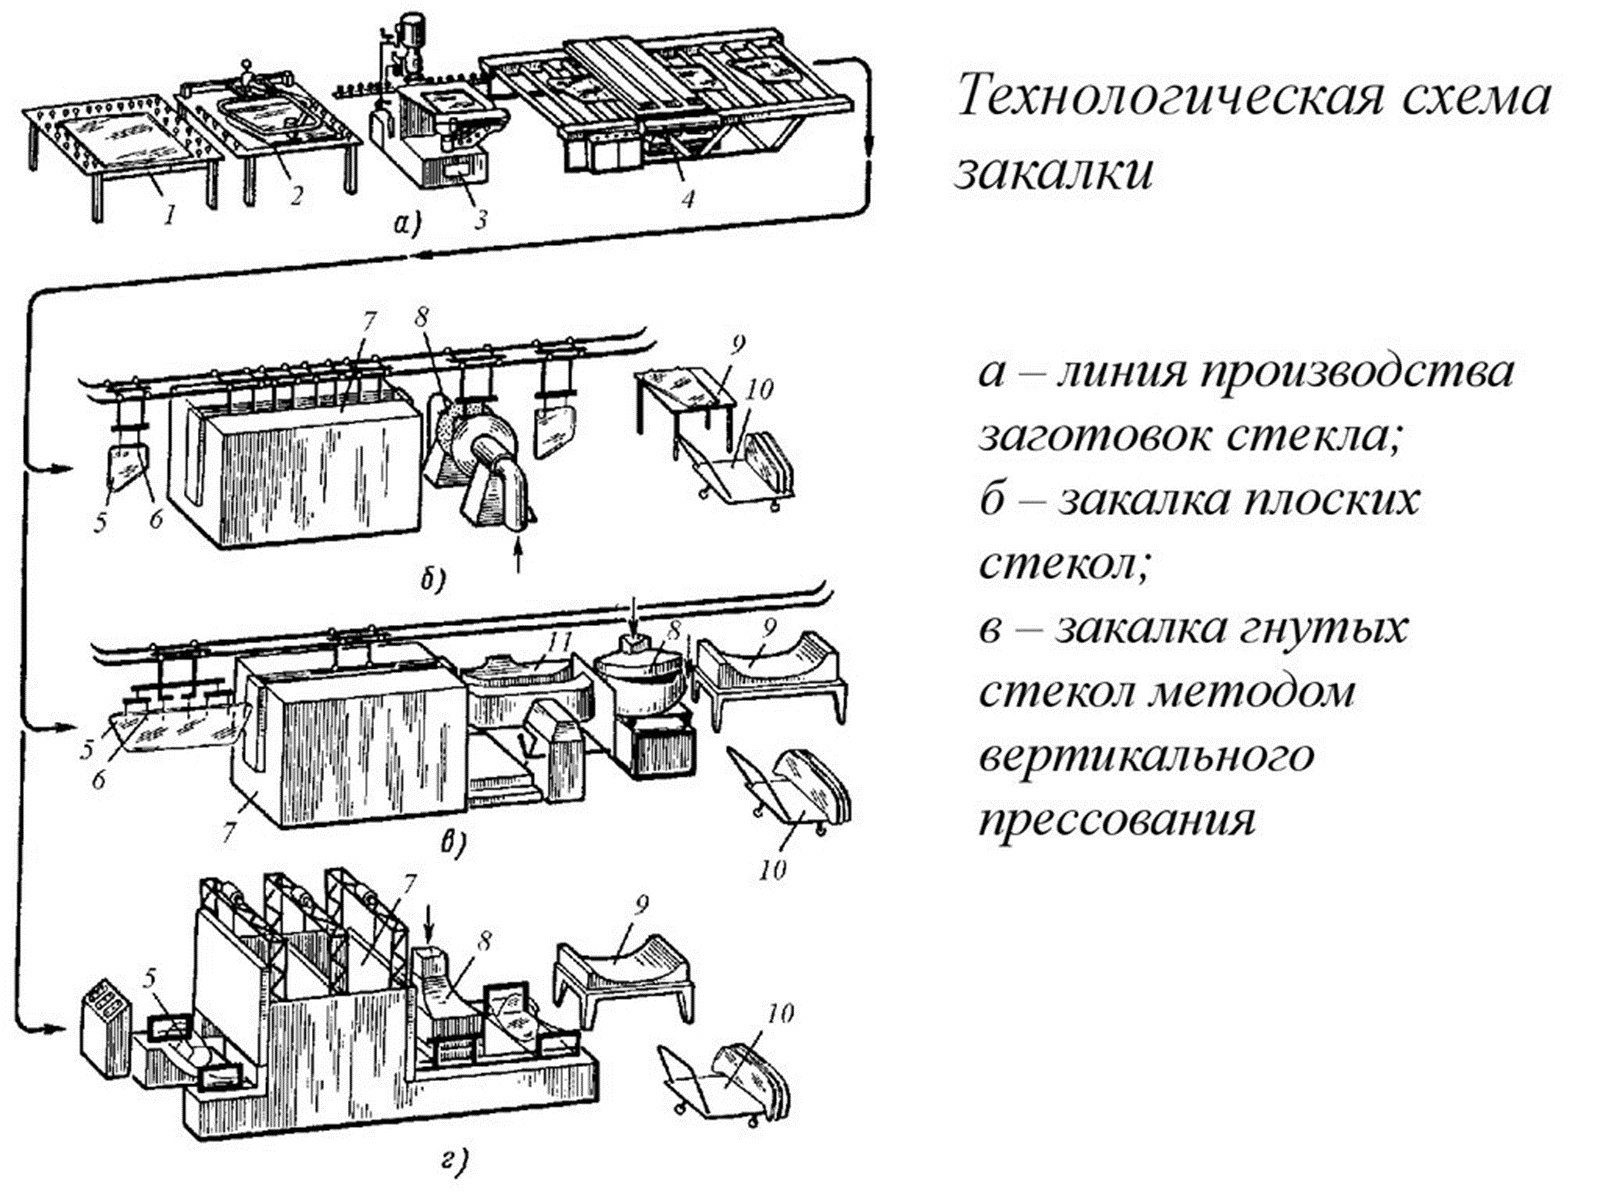 Технологическая схема
закалки
1
2
3
4
а)
а – линия производства
заготовок стекла;
б – закалка плоских
стекол;
в – закалка гнутых
стекол методом
вертикального
прессования
7
8
9
10
5
6
б)
11
8
9
5
6
7
10
в)
7
5
8
9
10
г)